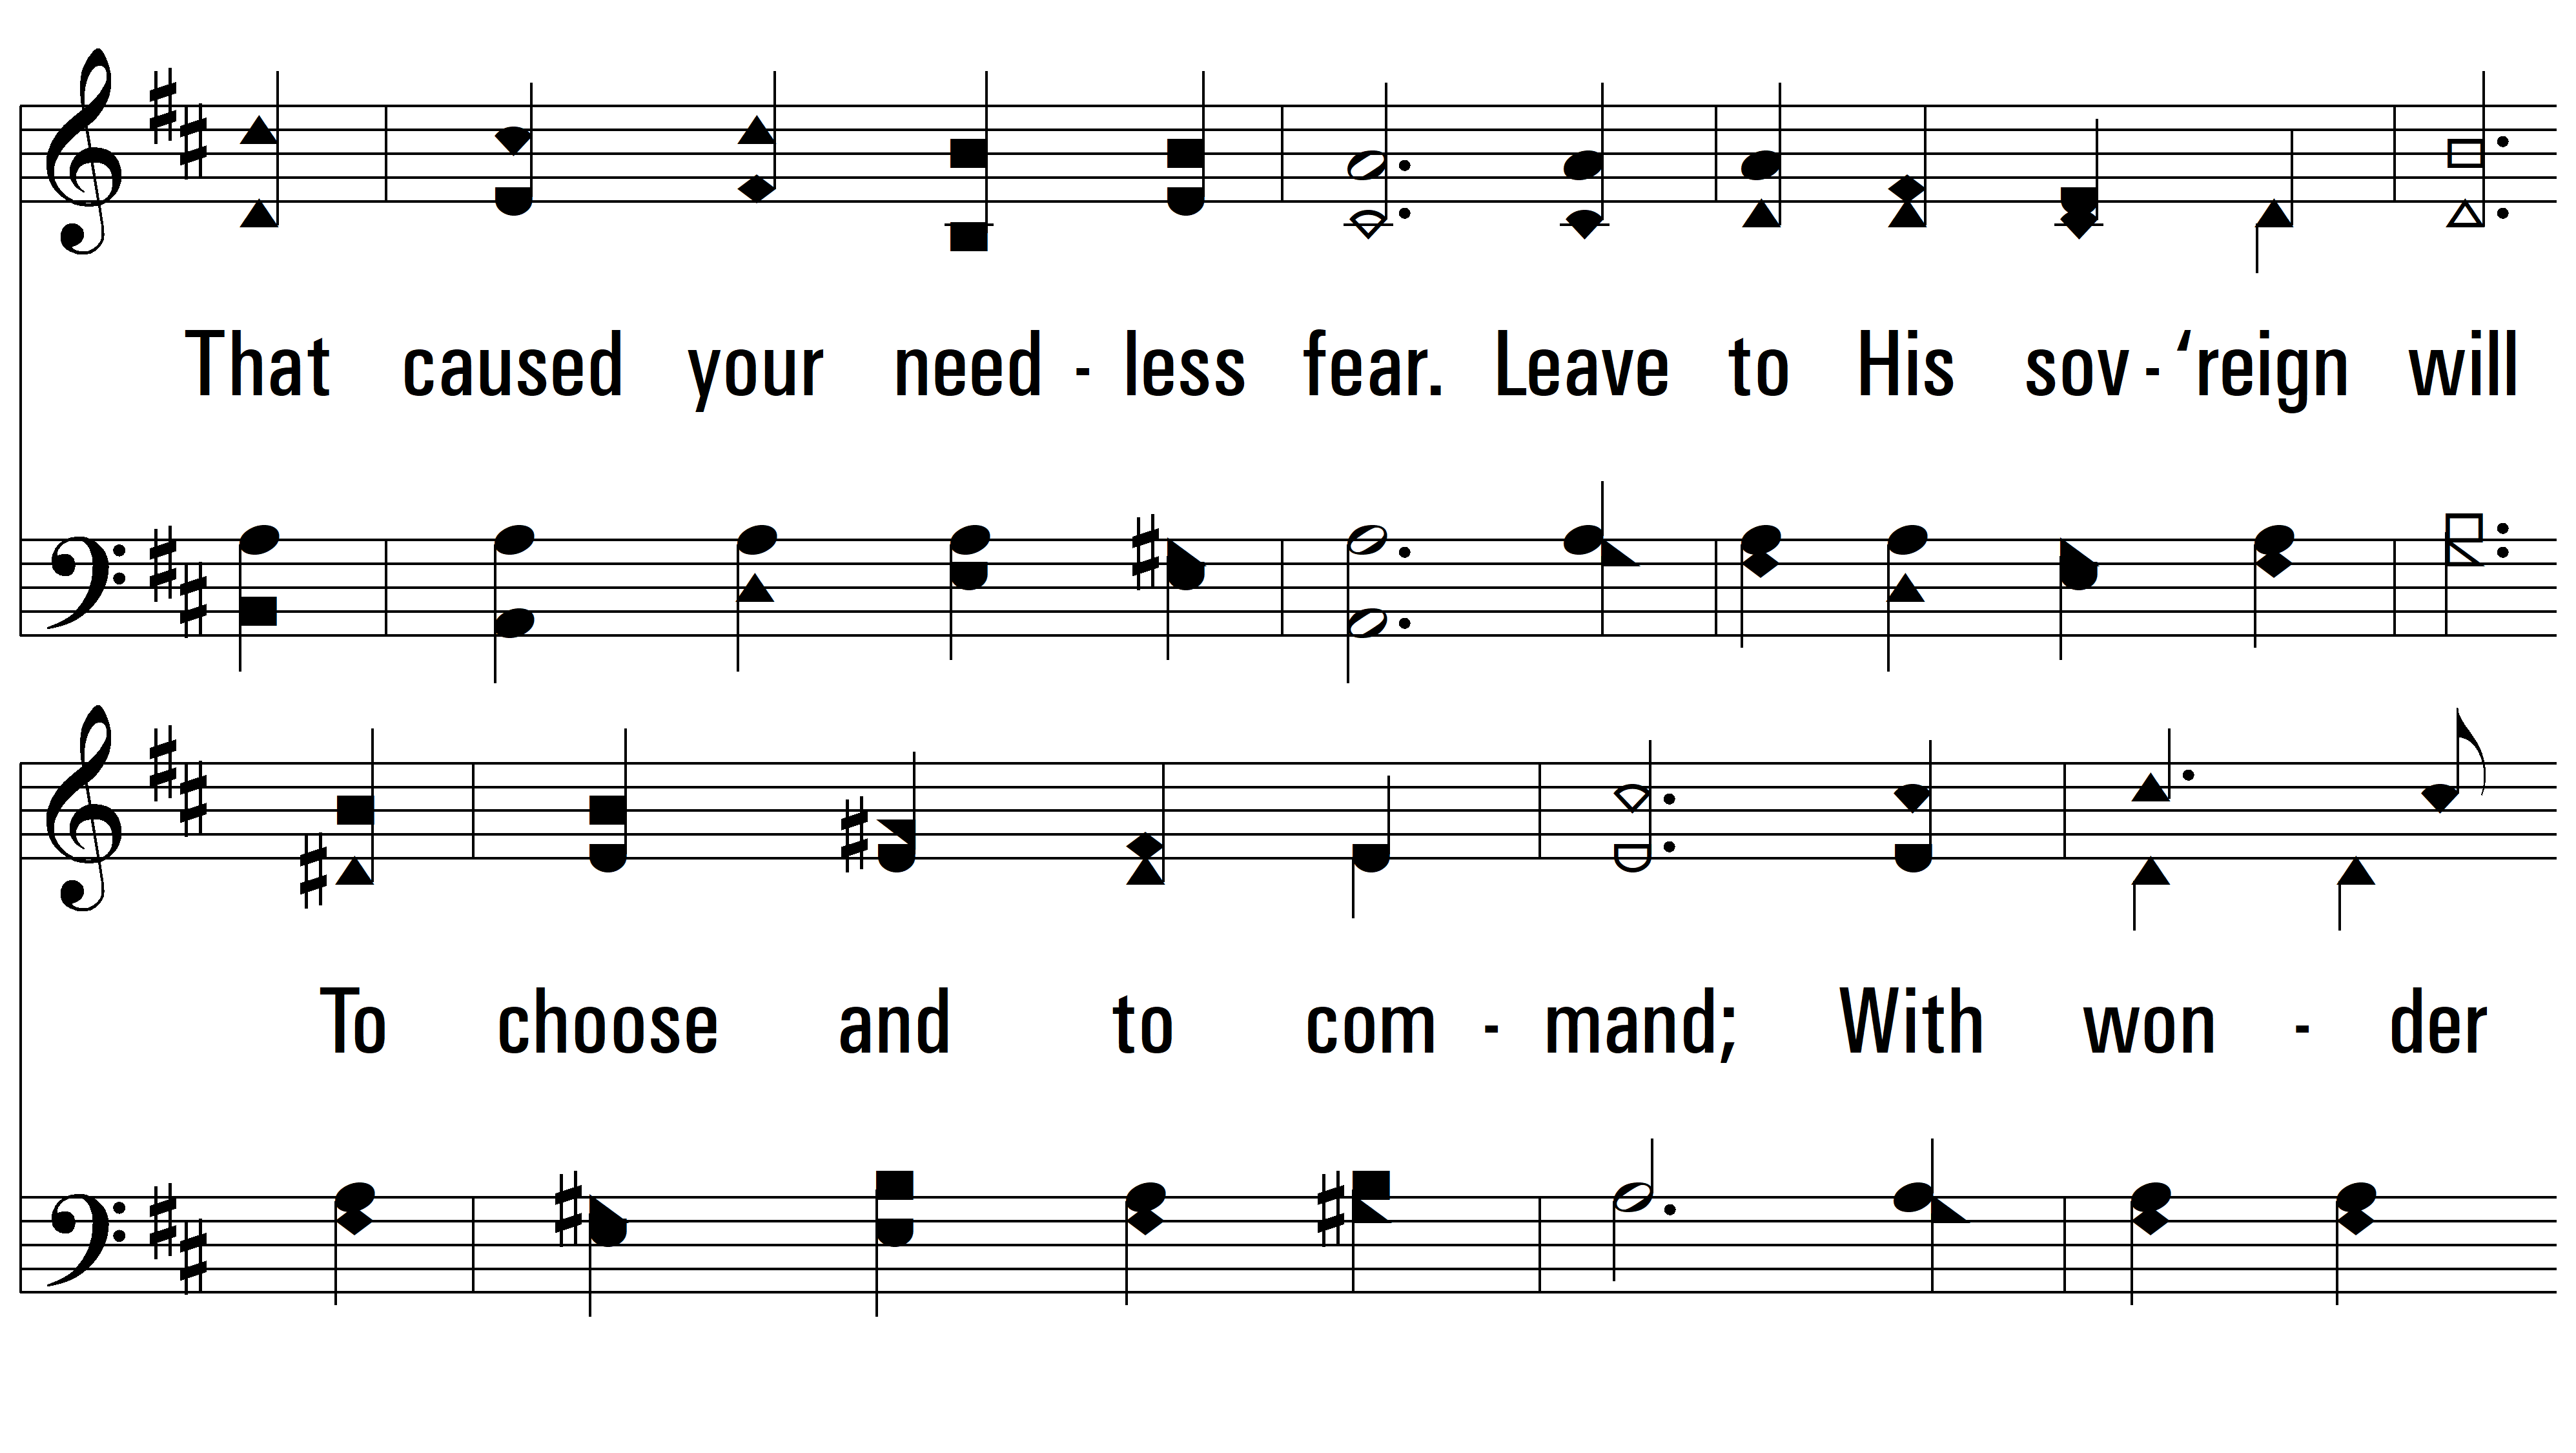 That caused your need - less fear. Leave to His sov - ‘reign will
To choose and to com - mand; With won - der